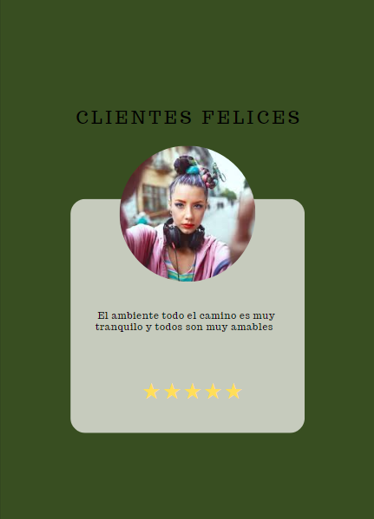 CLIENTES FELICES
El ambiente todo el camino es muy
tranquilo y todos son muy amables